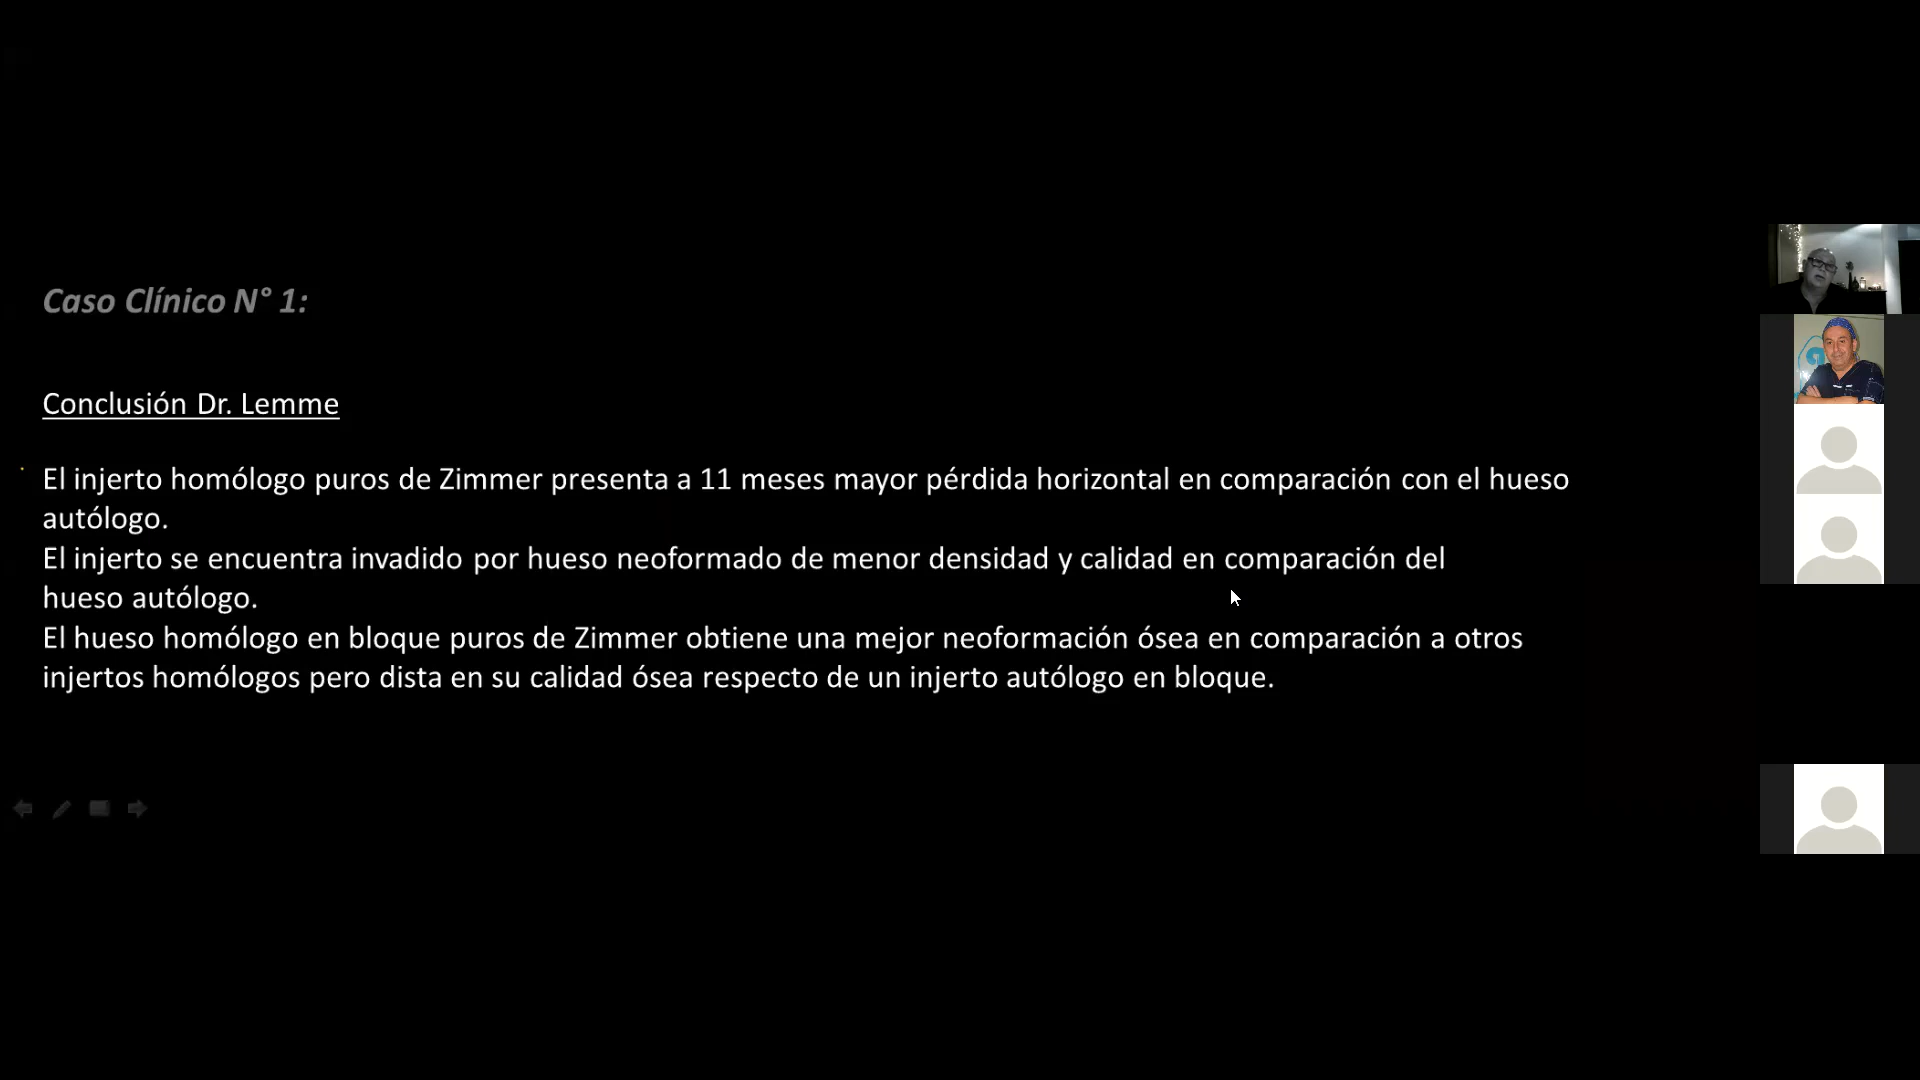 Caso Clínico N° 1:
Conclusión Dr. Lemme
El injerto homólogo puros de Zimmer presenta a 11 meses mayor pérdida horizontal en comparación con el hueso
autólogo.
El injerto se encuentra invadido por hueso neoformado de menor densidad y calidad en comparación del
hueso autólogo.
El hueso homólogo en bloque puros de Zimmer obtiene una mejor neoformación ósea en comparación a otros
injertos homólogos pero dista en su calidad ósea respecto de un injerto autólogo en bloque.